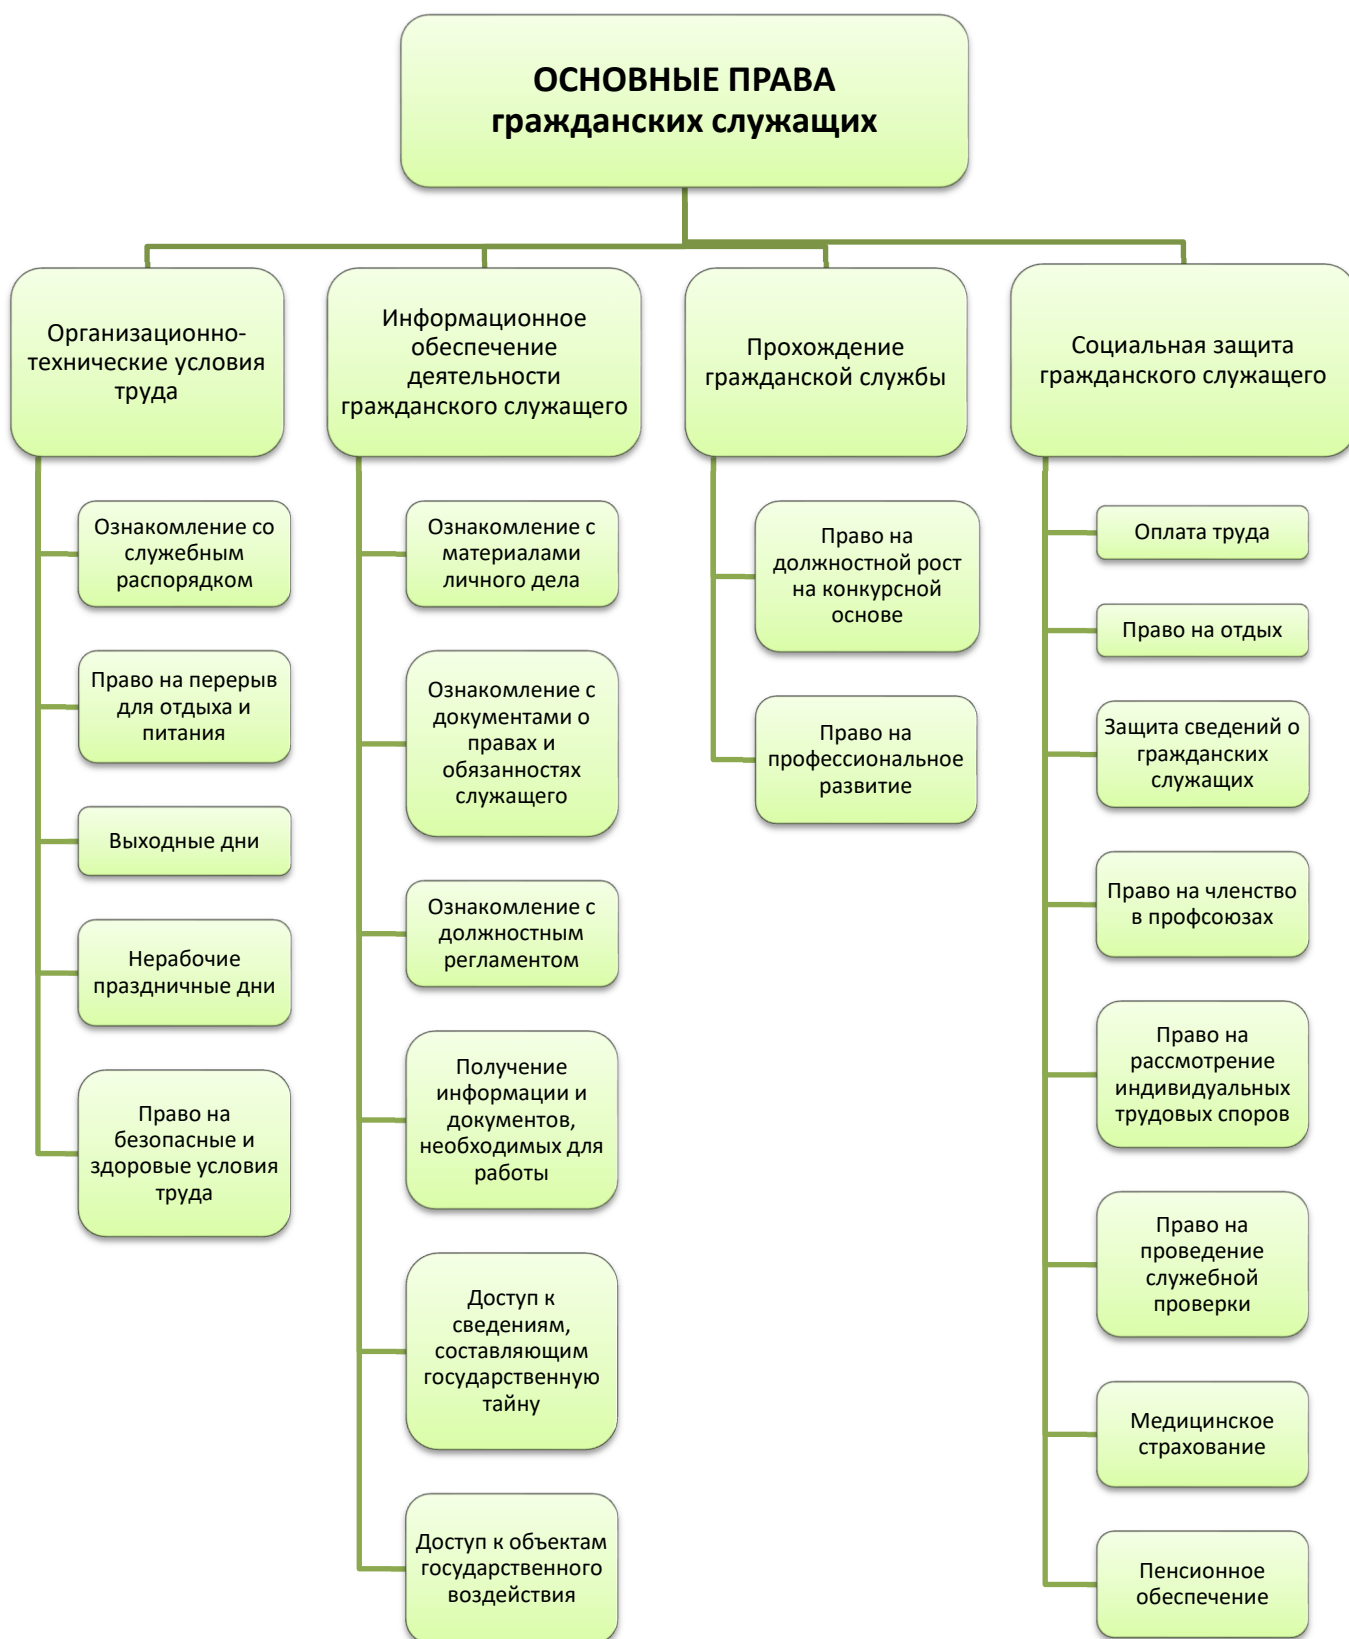 ОСНОВНЫЕ ПРАВА
гражданских служащих
Организационно-
технические условия
труда
Ознакомление со
служебным
распорядком
Право на перерыв
для отдыха и
питания
Выходные дни
Нерабочие
праздничные дни
Право на
безопасные и
здоровые условия
труда
Информационное
обеспечение
деятельности
гражданского служащего
Ознакомление с
материалами
личного дела
Ознакомление с
документами о
правах и
обязанностях
служащего
Ознакомление с
должностным
регламентом
Получение
информации и
документов,
необходимых для
работы
Доступ к
сведениям,
составляющим
государственную
тайну
Доступ к объектам
государственного
воздействия
Прохождение
гражданской службы
Право на
должностной рост
на конкурсной
основе
Право на
профессиональное
развитие
Социальная защита
гражданского служащего
Оплата труда
Право на отдых
Защита сведений о
гражданских
служащих
Право на членство
в профсоюзах
Право на
рассмотрение
индивидуальных
трудовых споров
Право на
проведение
служебной
проверки
Медицинское
страхование
Пенсионное
обеспечение